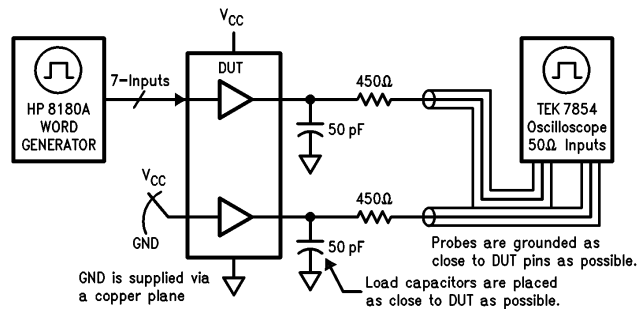 V_CC
DUT
7-Inputs
HP 8180A
WORD
GENERATOR
450Ω
50 pF
TEK 7854
Oscilloscope
50Ω Inputs
V_CC
GND
450Ω
50 pF
Probes are grounded as
close to DUT pins as possible.
GND is supplied via
a copper plane
Load capacitors are placed
as close to DUT as possible.